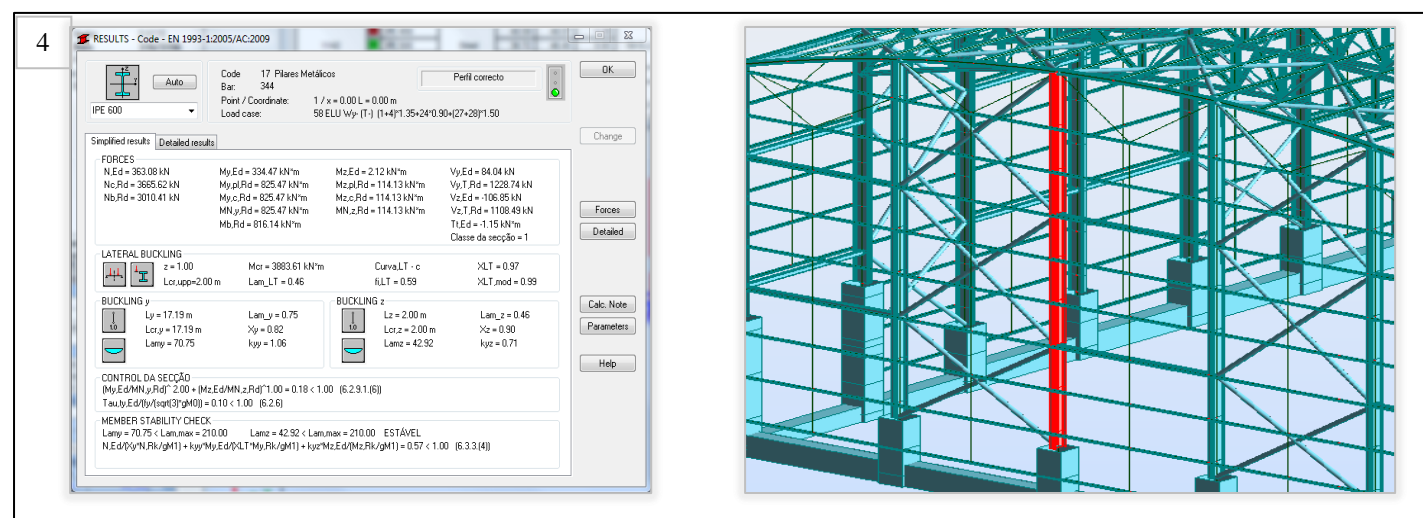 4
RESULTS - Code - EN 1993-1:2005/AC:2009
Auto
IPE 600
Code 17 Pilares Metálicos
Bar: 344
Point / Coordinate: 1 / x = 0.00 L = 0.00 m
Load case: 58 ELU Wy- (T-) (1+4)*1.35+24*0.90+(27+28)*1.50
Perfil correcto
OK
Change
Simplified results Detailed results
FORCES
N,Ed = 363.08 kN My,Ed = 334.47 kN*m Mz,Ed = 2.12 kN*m Vy,Ed = 84.04 kN
Nc,Rd = 3665.62 kN My,pl,Rd = 825.47 kN*m Mz,pl,Rd = 114.13 kN*m Vy,T,Rd = 1228.74 kN
Nb,Rd = 3010.41 kN My,c,Rd = 825.47 kN*m Mz,c,Rd = 114.13 kN*m Vz,Ed = -106.85 kN
MN,y,Rd = 825.47 kN*m MN,z,Rd = 114.13 kN*m Vz,T,Rd = 1108.49 kN
Mb,Rd = 816.14 kN*m Tt,Ed = -1.15 kN*m
Classe da secção = 1
Forces
Detailed
LATERAL BUCKLING
z = 1.00 Mcr = 3883.61 kN*m Curva,LT - c XLT = 0.97
Lcr,upp=2.00 m Lam_LT = 0.46 fi,LT = 0.59 XLT,mod = 0.99
BUCKLING y BUCKLING z
1.0 Ly = 17.19 m Lam_y = 0.75 1.0 Lz = 2.00 m Lam_z = 0.46
Lcr,y = 17.19 m Xy = 0.82 Lcr,z = 2.00 m Xz = 0.90
Lamy = 70.75 kyy = 1.06 Lamz = 42.92 kyz = 0.71
Calc. Note
Parameters
Help
CONTROL DA SECÇÃO
(My,Ed/MN,y,Rd)^ 2.00 + (Mz,Ed/MN,z,Rd)^1.00 = 0.18 < 1.00 (6.2.9.1.(6))
Tau,ty,Ed/(fy/(sqrt(3)*gM0)) = 0.10 < 1.00 (6.2.6)
MEMBER STABILITY CHECK
Lamy = 70.75 < Lam,max = 210.00 Lamz = 42.92 < Lam,max = 210.00 ESTÁVEL
N,Ed/(Xy*N,Rk/gM1) + kyy*My,Ed/(XLT*My,Rk/gM1) + kyz*Mz,Ed/(Mz,Rk/gM1) = 0.57 < 1.00 (6.3.3.(4))